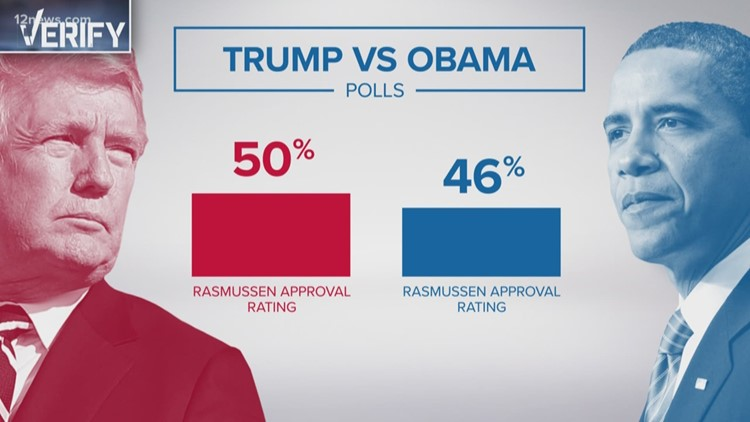 12news.com
VERIFY
TRUMP VS OBAMA
POLLS
50%
46%
RASMUSSEN APPROVAL
RATING
RASMUSSEN APPROVAL
RATING